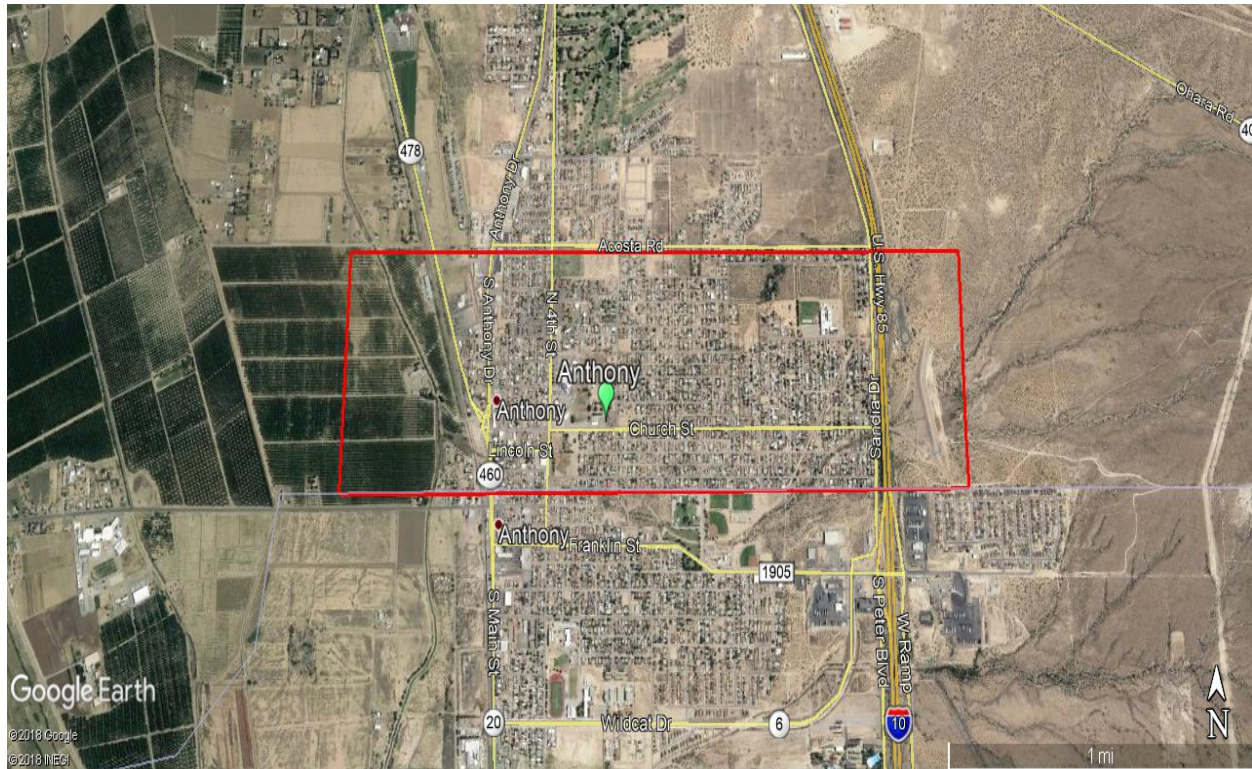 Ohara Rd
40
478
Anthony Dr
Acosta Rd
U.S. Hwy 85
S Anthony Dr
N 4th St
Anthony
Anthony
Church St
Sandia Dr
Lincoln St
460
Anthony
Franklin St
1905
S Main St
S Peter Blvd
W Ramp
Google Earth
20
Wildcat Dr
6
10
N
©2018 Google
©2018 INEGI
1 mi